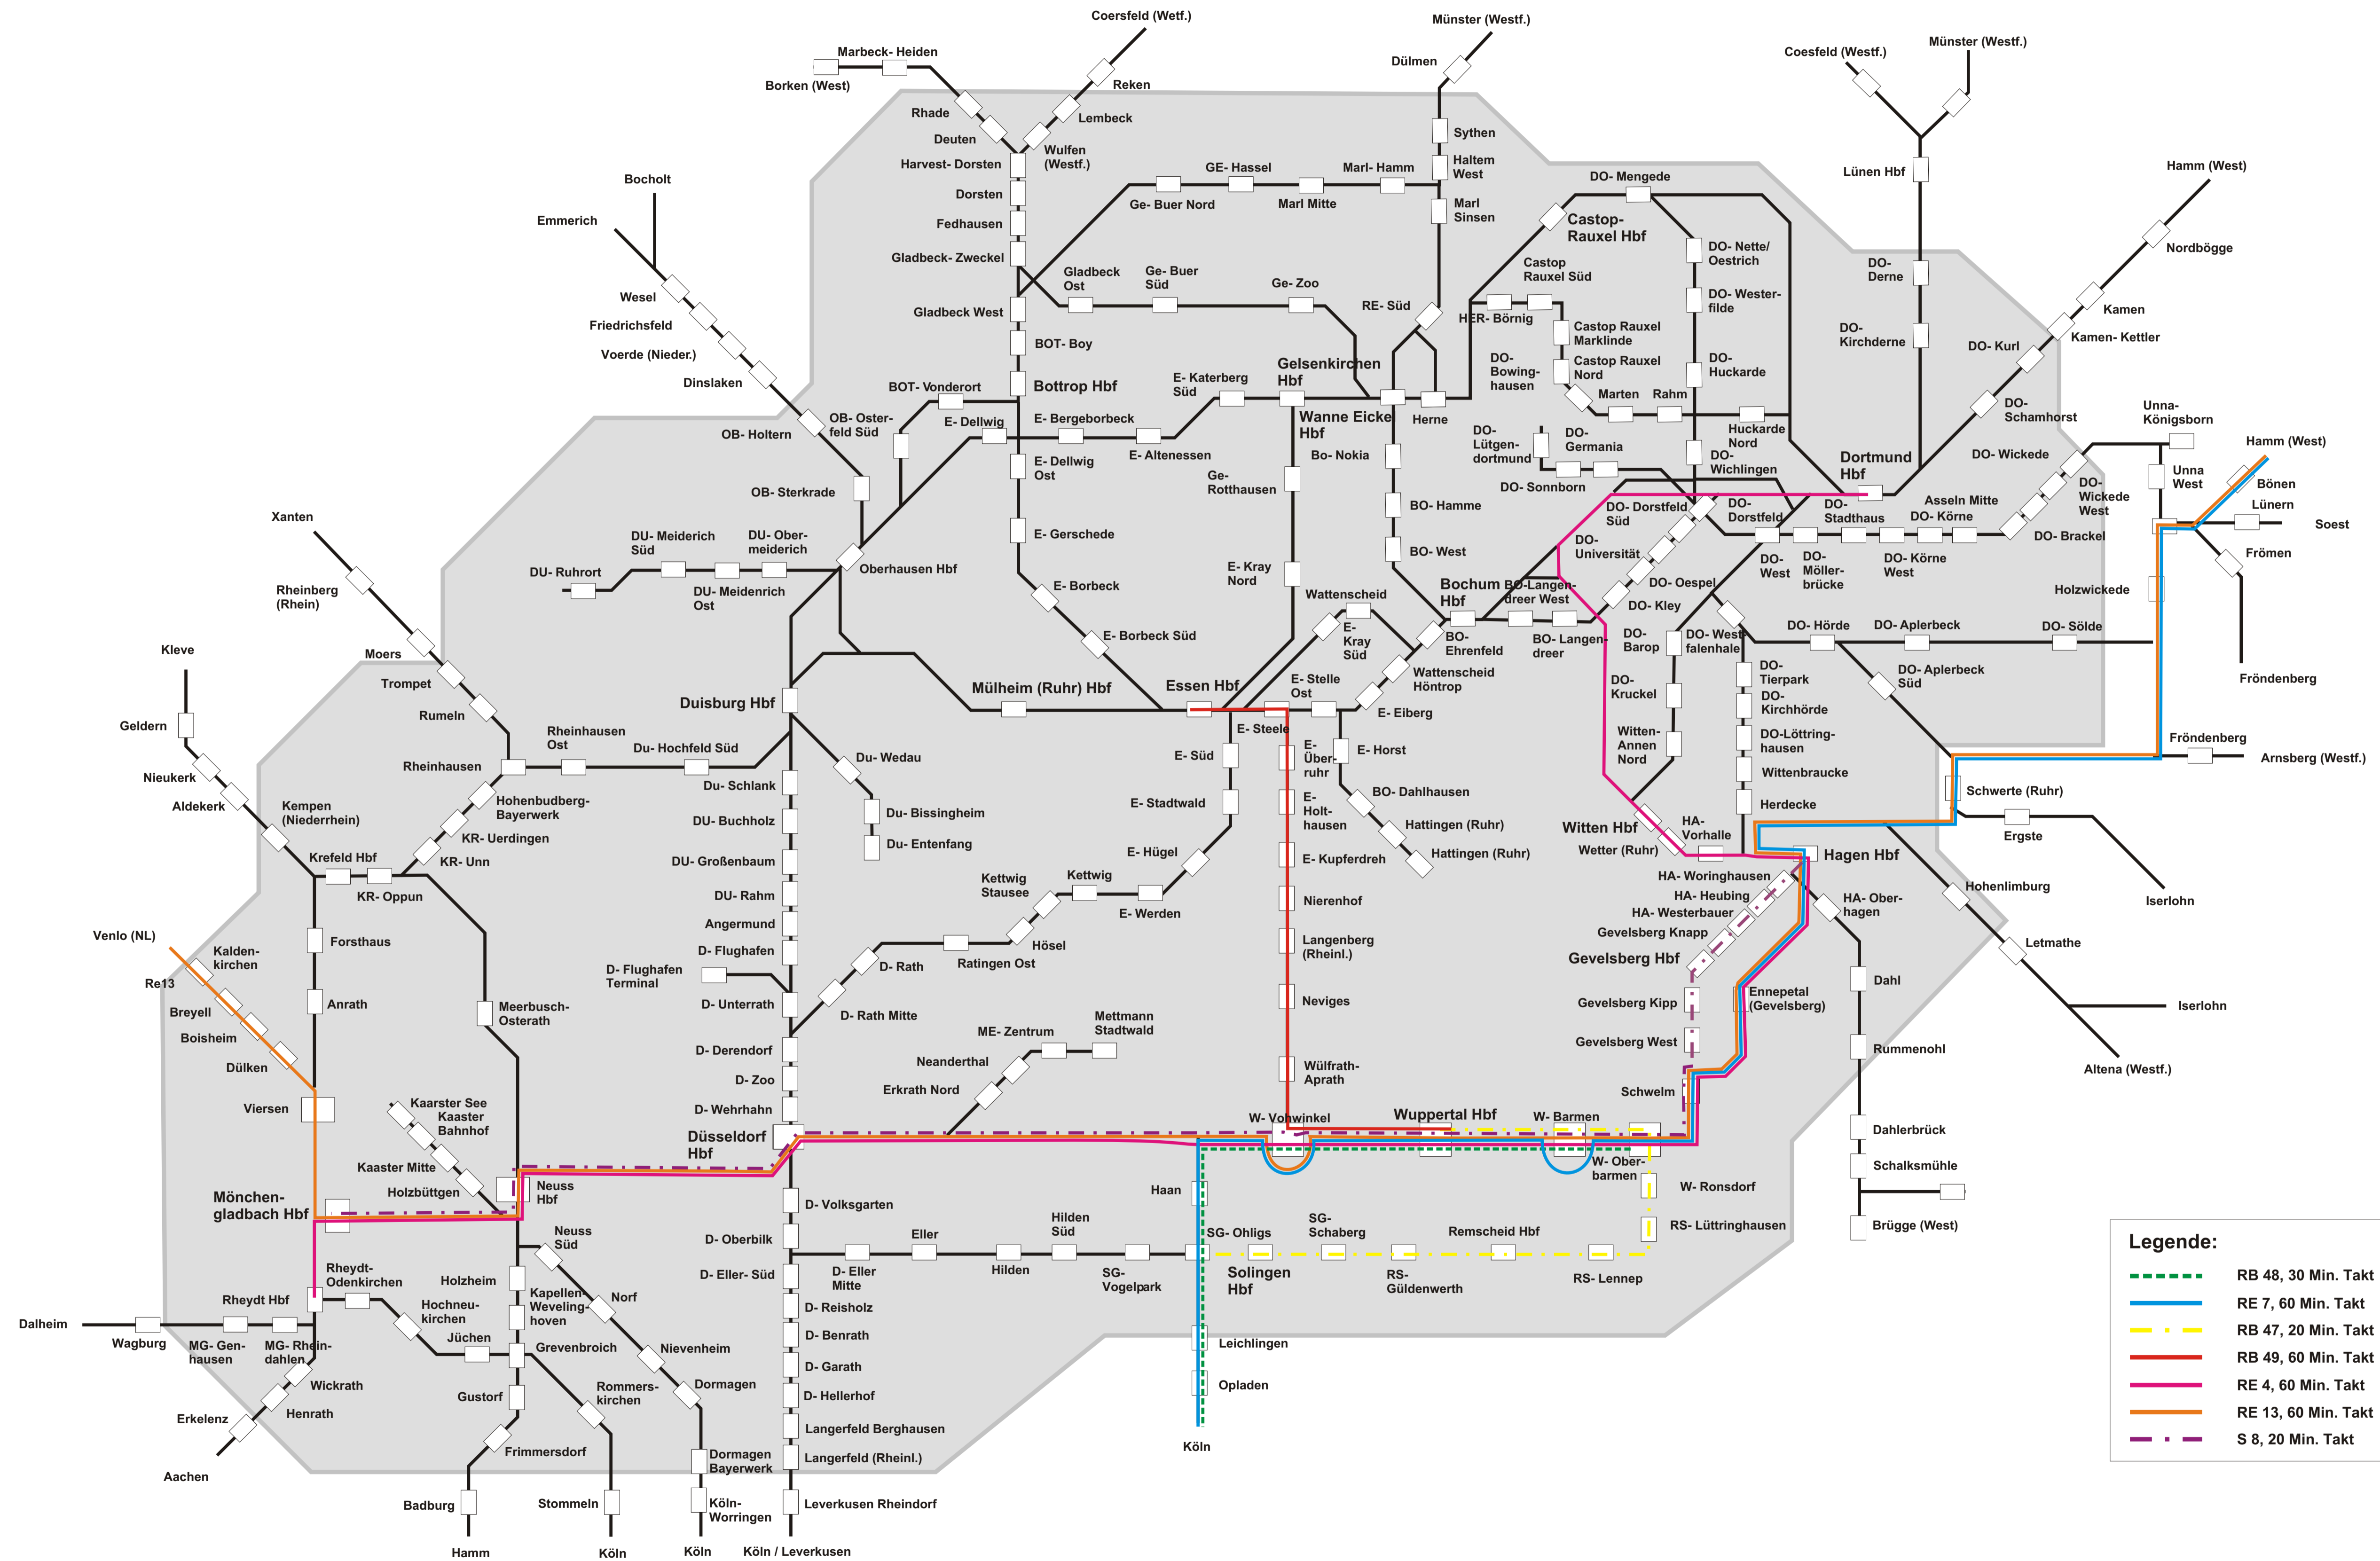 Coersfeld (Wetf.)
Münster (Westf.)
Münster (Westf.)
Marbeck- Heiden
Coesfeld (Westf.)
Dülmen
Borken (West)
Reken
Rhade
Lembeck
Deuten
Sythen
Wulfen
(Westf.)
Harvest- Dorsten
GE- Hassel
Marl- Hamm
Haltem
West
Lünen Hbf
Hamm (West)
Bocholt
DO- Mengede
Dorsten
Ge- Buer Nord
Marl Mitte
Marl
Sinsen
Emmerich
Fedhausen
Castop-
Rauxel Hbf
Gladbeck- Zweckel
DO- Nette/
Oestrich
Nordbögge
Gladbeck
Ost
Ge- Buer
Süd
Ge- Zoo
Castop
Rauxel Süd
DO-
Derne
Wesel
RE- Süd
DO- Wester-
filde
Kamen
Gladbeck West
HER- Börnig
Friedrichsfeld
Castop Rauxel
Marklinde
DO-
Kirchderne
Kamen- Kettler
BOT- Boy
Voerde (Nieder.)
DO- Kurl
Gelsenkirchen
Hbf
DO-
Bowing-
hausen
Castop Rauxel
Nord
DO-
Huckarde
Dinslaken
BOT- Vonderort
Bottrop Hbf
E- Katerberg
Süd
Marten
Rahm
DO-
Schamhorst
Unna-
Königsborn
OB- Oster-
feld Süd
E- Dellwig
E- Bergeborbeck
Wanne Eickel
Hbf
Herne
OB- Holtern
Huckarde
Nord
DO-
Lütgen-
dortmund
DO-
Germania
Hamm (West)
E- Altenessen
Bo- Nokia
DO-
Wichlingen
Dortmund
Hbf
DO- Wickede
E- Dellwig
Ost
Ge-
Rotthausen
Unna
West
DO-
Wickede
West
Bönen
OB- Sterkrade
DO- Sonnborn
Asseln Mitte
Lünern
BO- Hamme
DO- Dorstfeld
Süd
DO-
Dorstfeld
DO-
Stadthaus
DO- Körne
Soest
Xanten
E- Gerschede
DU- Meiderich
Süd
DU- Ober-
meiderich
DO-
Universität
DO- Brackel
BO- West
Frömen
DU- Ruhrort
Oberhausen Hbf
E- Kray
Nord
DO-
West
DO-
Möller-
brücke
DO- Körne
West
Rheinberg
(Rhein)
DU- Meidenrich
Ost
E- Borbeck
Wattenscheid
Bochum
Hbf
BO-Langen-
dreer West
DO- Oespel
Holzwickede
DO- Kley
E- Borbeck Süd
E-
Kray
Süd
BO-
Ehrenfeld
BO- Langen-
dreer
DO-
Barop
DO- West-
falenhale
DO- Hörde
DO- Aplerbeck
DO- Sölde
Kleve
Moers
Wattenscheid
Höntrop
DO-
Tierpark
DO- Aplerbeck
Süd
Fröndenberg
Trompet
Mülheim (Ruhr) Hbf
Essen Hbf
E- Stelle
Ost
DO-
Kruckel
DO-
Kirchhörde
Duisburg Hbf
Rumeln
E- Eiberg
Geldern
Rheinhausen
Ost
E- Steele
Witten-
Annen
Nord
DO-Löttring-
hausen
Fröndenberg
Du- Hochfeld Süd
Du- Wedau
E- Süd
E-
Über-
ruhr
E- Horst
Arnsberg (Westf.)
Rheinhausen
Nieukerk
Wittenbraucke
Du- Schlank
BO- Dahlhausen
Schwerte (Ruhr)
Aldekerk
Hohenbudberg-
Bayerwerk
E- Stadtwald
E-
Holt-
hausen
Herdecke
Kempen
(Niederrhein)
DU- Buchholz
Du- Bissingheim
Hattingen (Ruhr)
Witten Hbf
HA-
Vorhalle
Ergste
KR- Uerdingen
Du- Entenfang
Wetter (Ruhr)
Hagen Hbf
Krefeld Hbf
KR- Unn
DU- Großenbaum
E- Hügel
E- Kupferdreh
Hattingen (Ruhr)
HA- Woringhausen
Hohenlimburg
KR- Oppun
Kettwig
Stausee
Kettwig
DU- Rahm
Nierenhof
HA- Heubing
HA- Ober-
hagen
Iserlohn
E- Werden
HA- Westerbauer
Angermund
Venlo (NL)
Forsthaus
Gevelsberg Knapp
Kalden-
kirchen
D- Flughafen
Hösel
Langenberg
(Rheinl.)
Letmathe
Gevelsberg Hbf
D- Flughafen
Terminal
D- Rath
Ratingen Ost
Re13
Dahl
Ennepetal
(Gevelsberg)
Anrath
Meerbusch-
Osterath
D- Unterrath
Neviges
Gevelsberg Kipp
Iserlohn
Breyell
D- Rath Mitte
Mettmann
Stadtwald
ME- Zentrum
Boisheim
Gevelsberg West
D- Derendorf
Rummenohl
Neanderthal
Dülken
Wülfrath-
Aprath
Altena (Westf.)
D- Zoo
Erkrath Nord
Schwelm
Viersen
Kaarster See
Kaaster
Bahnhof
D- Wehrhahn
W- Vohwinkel
Wuppertal Hbf
W- Barmen
Dahlerbrück
Düsseldorf
Hbf
Kaaster Mitte
W- Ober-
barmen
Schalksmühle
Holzbüttgen
Neuss
Hbf
Haan
W- Ronsdorf
Mönchen-
gladbach Hbf
D- Volksgarten
Neuss
Süd
Hilden
Süd
SG- Ohligs
SG-
Schaberg
Remscheid Hbf
RS- Lüttringhausen
Brügge (West)
D- Oberbilk
Eller
Legende:
Rheydt-
Odenkirchen
Holzheim
D- Eller- Süd
D- Eller
Mitte
Hilden
SG-
Vogelpark
Solingen
Hbf
RS-
Güldenwerth
RS- Lennep
RB 48, 30 Min. Takt
Rheydt Hbf
Hochneu-
kirchen
Kapellen-
Weveling-
hoven
Norf
D- Reisholz
RE 7, 60 Min. Takt
Dalheim
Jüchen
D- Benrath
RB 47, 20 Min. Takt
Wagburg
MG- Gen-
hausen
MG- Rhein-
dahlen
Grevenbroich
Nievenheim
Leichlingen
RB 49, 60 Min. Takt
D- Garath
Wickrath
Rommers-
kirchen
Dormagen
Opladen
RE 4, 60 Min. Takt
Gustorf
D- Hellerhof
Henrath
RE 13, 60 Min. Takt
Erkelenz
Langerfeld Berghausen
S 8, 20 Min. Takt
Frimmersdorf
Köln
Dormagen
Bayerwerk
Langerfeld (Rheinl.)
Aachen
Badburg
Stommeln
Köln-
Worringen
Leverkusen Rheindorf
Hamm
Köln
Köln
Köln / Leverkusen